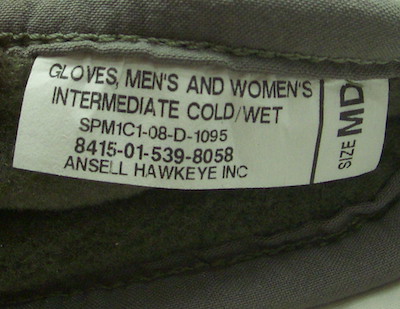 GLOVES, MEN'S AND WOMEN'S
INTERMEDIATE COLD/WET
SPM1C1-08-D-1095
8415-01-539-8058
ANSELL HAWKEYE INC
SIZE MD